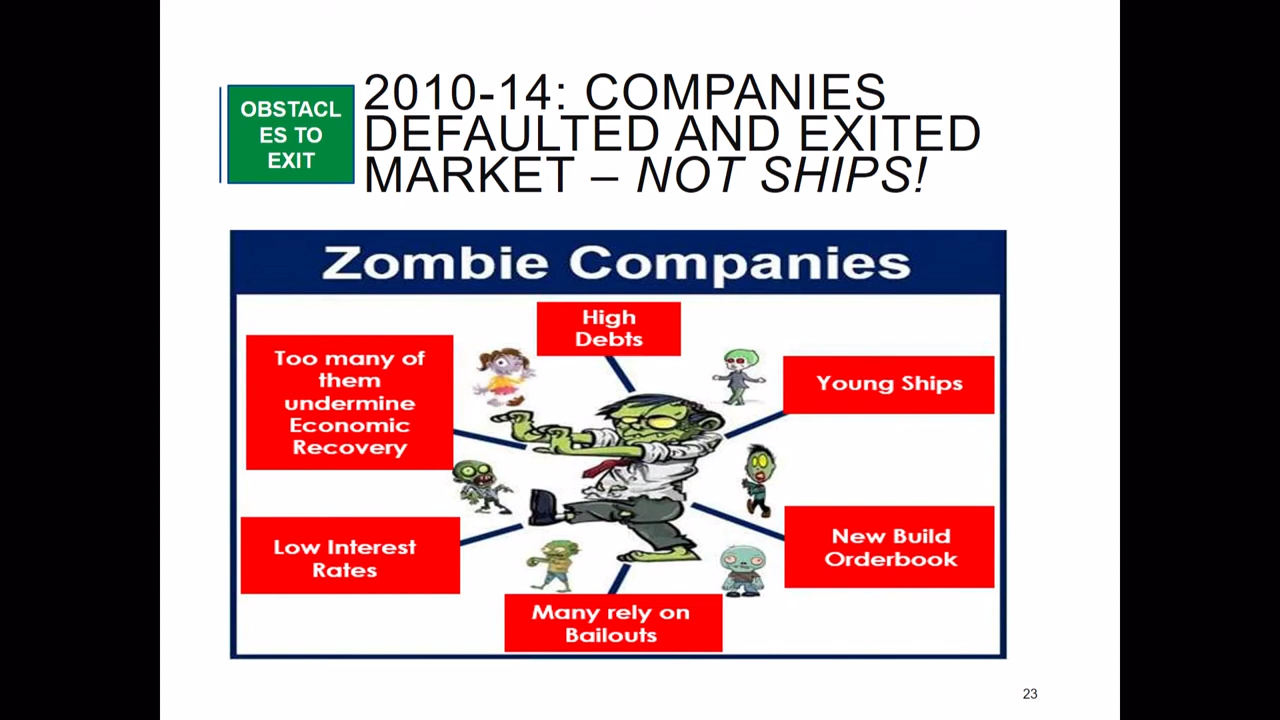 OBSTACL
ES TO
EXIT
2010-14: COMPANIES
DEFAULTED AND EXITED
MARKET – NOT SHIPS!
Zombie Companies
High
Debts
Too many of
them
undermine
Economic
Recovery
Young Ships
Low Interest
Rates
New Build
Orderbook
Many rely on
Bailouts
23